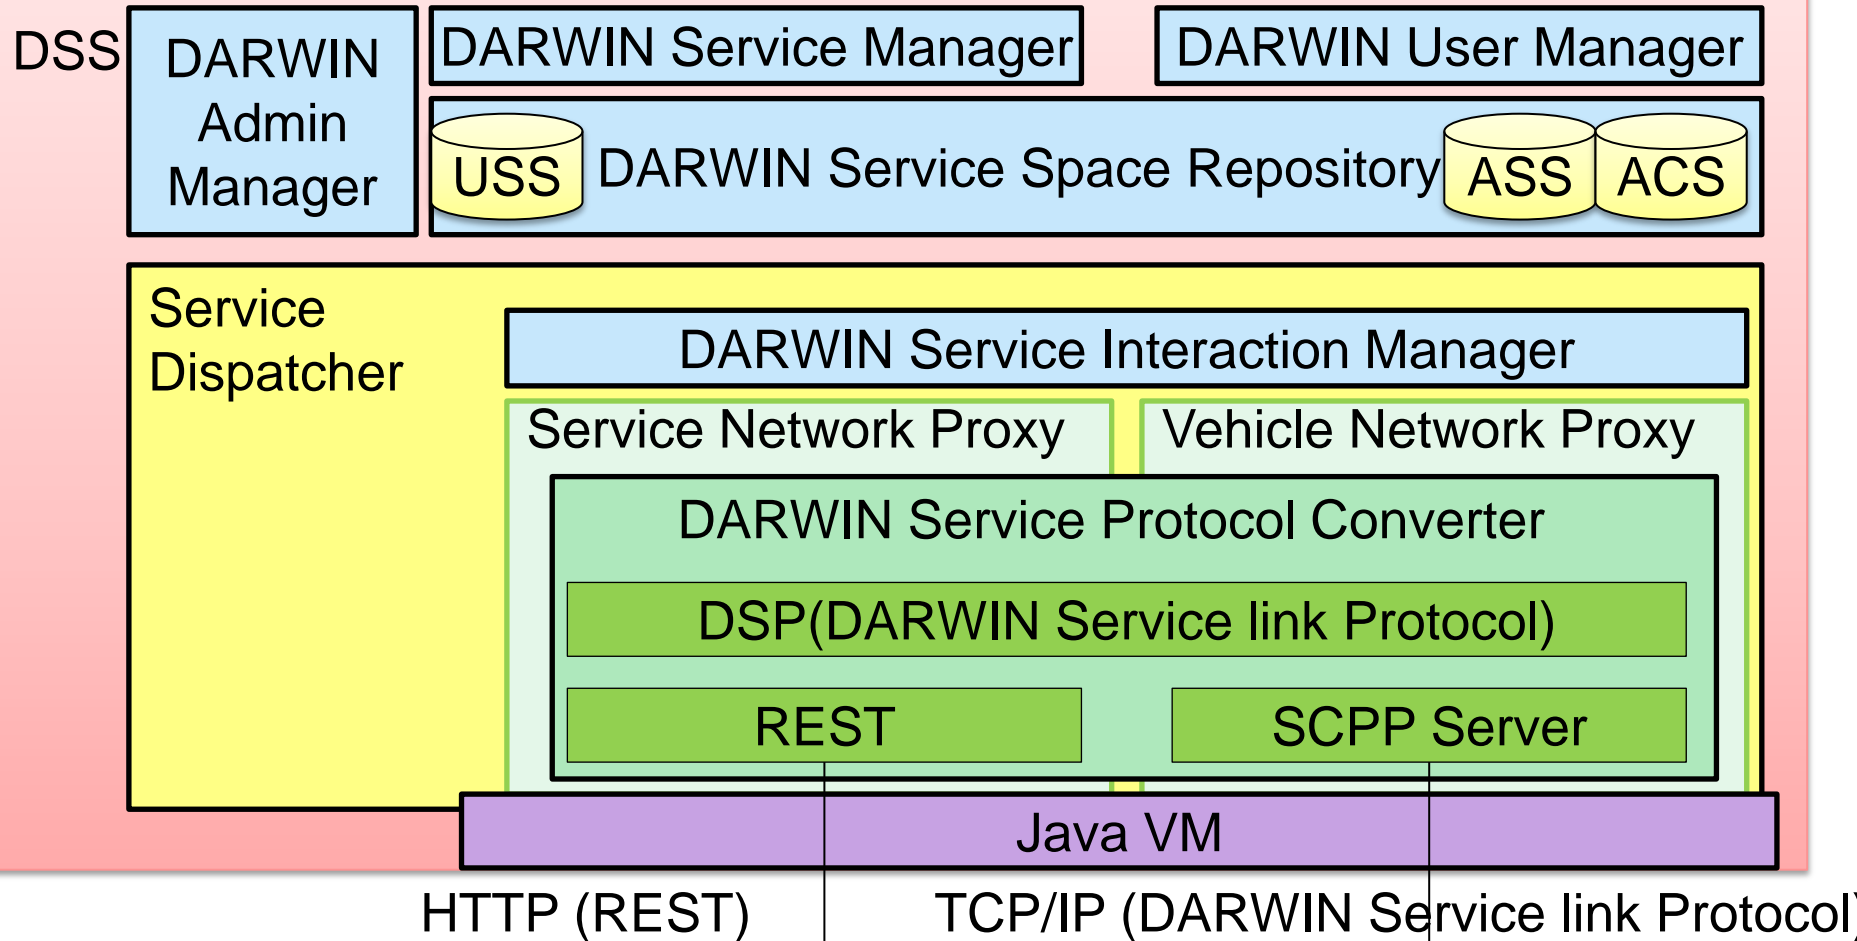 DSS
DARWIN
Admin
Manager
DARWIN Service Manager
DARWIN User Manager
USS
DARWIN Service Space Repository
ASS
ACS
Service
Dispatcher
DARWIN Service Interaction Manager
Service Network Proxy
Vehicle Network Proxy
DARWIN Service Protocol Converter
DSP(DARWIN Service link Protocol)
REST
SCPP Server
Java VM
HTTP (REST)
TCP/IP (DARWIN Service link Protocol)